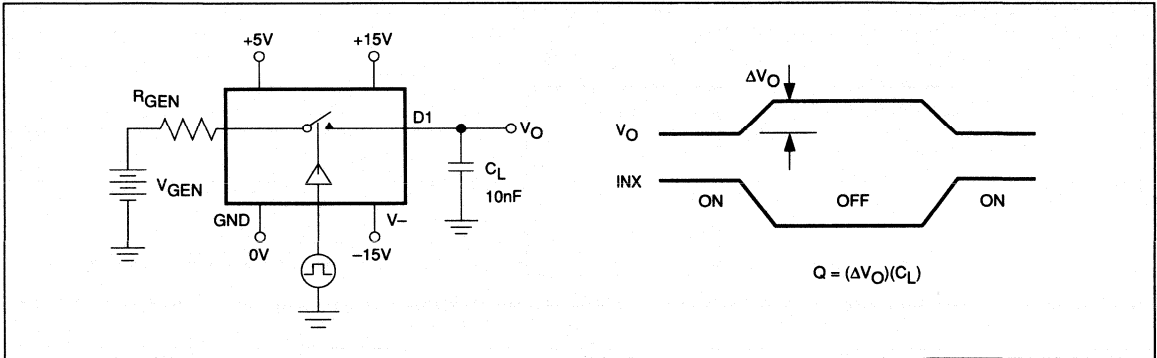 +5V
+15V
R_GEN
D1
V_O
C_L
10nF
V_GEN
GND
V–
0V
–15V
ΔV_O
V_O
INX
ON
OFF
ON
Q = (ΔV_O)(C_L)